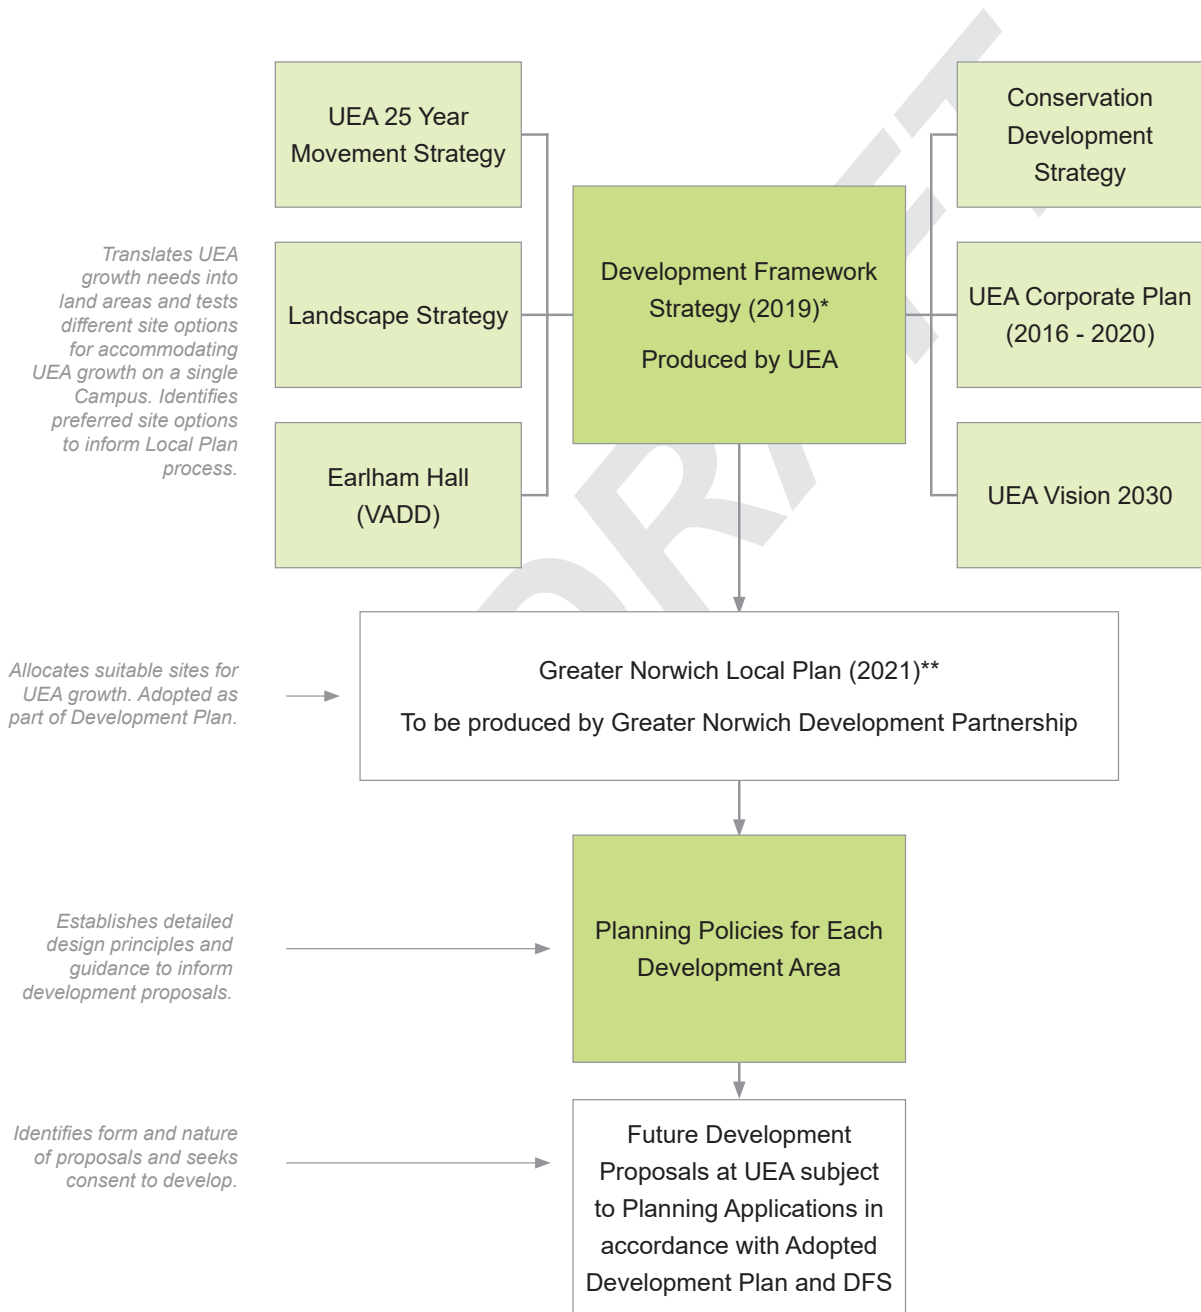 UEA 25 Year
Movement Strategy
Conservation
Development
Strategy
Translates UEA
growth needs into
land areas and tests
different site options
for accommodating
UEA growth on a single
Campus. Identifies
preferred site options
to inform Local Plan
process.
Landscape Strategy
Development Framework
Strategy (2019)*
Produced by UEA
UEA Corporate Plan
(2016 - 2020)
Earlham Hall
(VADD)
UEA Vision 2030
DRAFT
Allocates suitable sites for
UEA growth. Adopted as
part of Development Plan.
Greater Norwich Local Plan (2021)**
To be produced by Greater Norwich Development Partnership
Establishes detailed
design principles and
guidance to inform
development proposals.
Planning Policies for Each
Development Area
Identifies form and nature
of proposals and seeks
consent to develop.
Future Development
Proposals at UEA subject
to Planning Applications in
accordance with Adopted
Development Plan and DFS